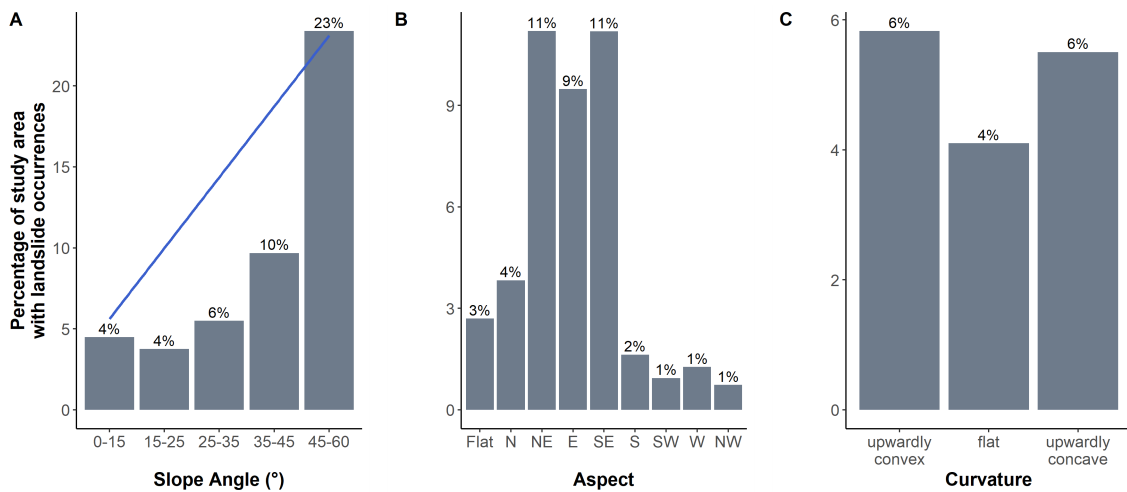 A
Percentage of study area
with landslide occurrences
20
15
10
5
0
4%
4%
6%
10%
23%
0-15
15-25
25-35
35-45
45-60
Slope Angle (°)
B
9
6
3
0
3%
4%
11%
9%
11%
2%
1%
1%
1%
Flat
N
NE
E
SE
S
SW
W
NW
Aspect
C
6
4
2
0
6%
4%
6%
upwardly
convex
flat
upwardly
concave
Curvature